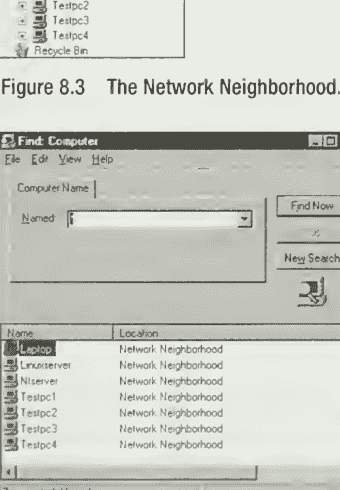 Testpc2
Testpc3
Testpc4
Recycle Bin
Figure 8.3 The Network Neighborhood.
Find: Computer
File Edit View Help
Computer Name
Named:
Find Now
New Search
Name Location
Laptop Network Neighborhood
Linuxserver Network Neighborhood
Ntserver Network Neighborhood
Testpc1 Network Neighborhood
Testpc2 Network Neighborhood
Testpc3 Network Neighborhood
Testpc4 Network Neighborhood